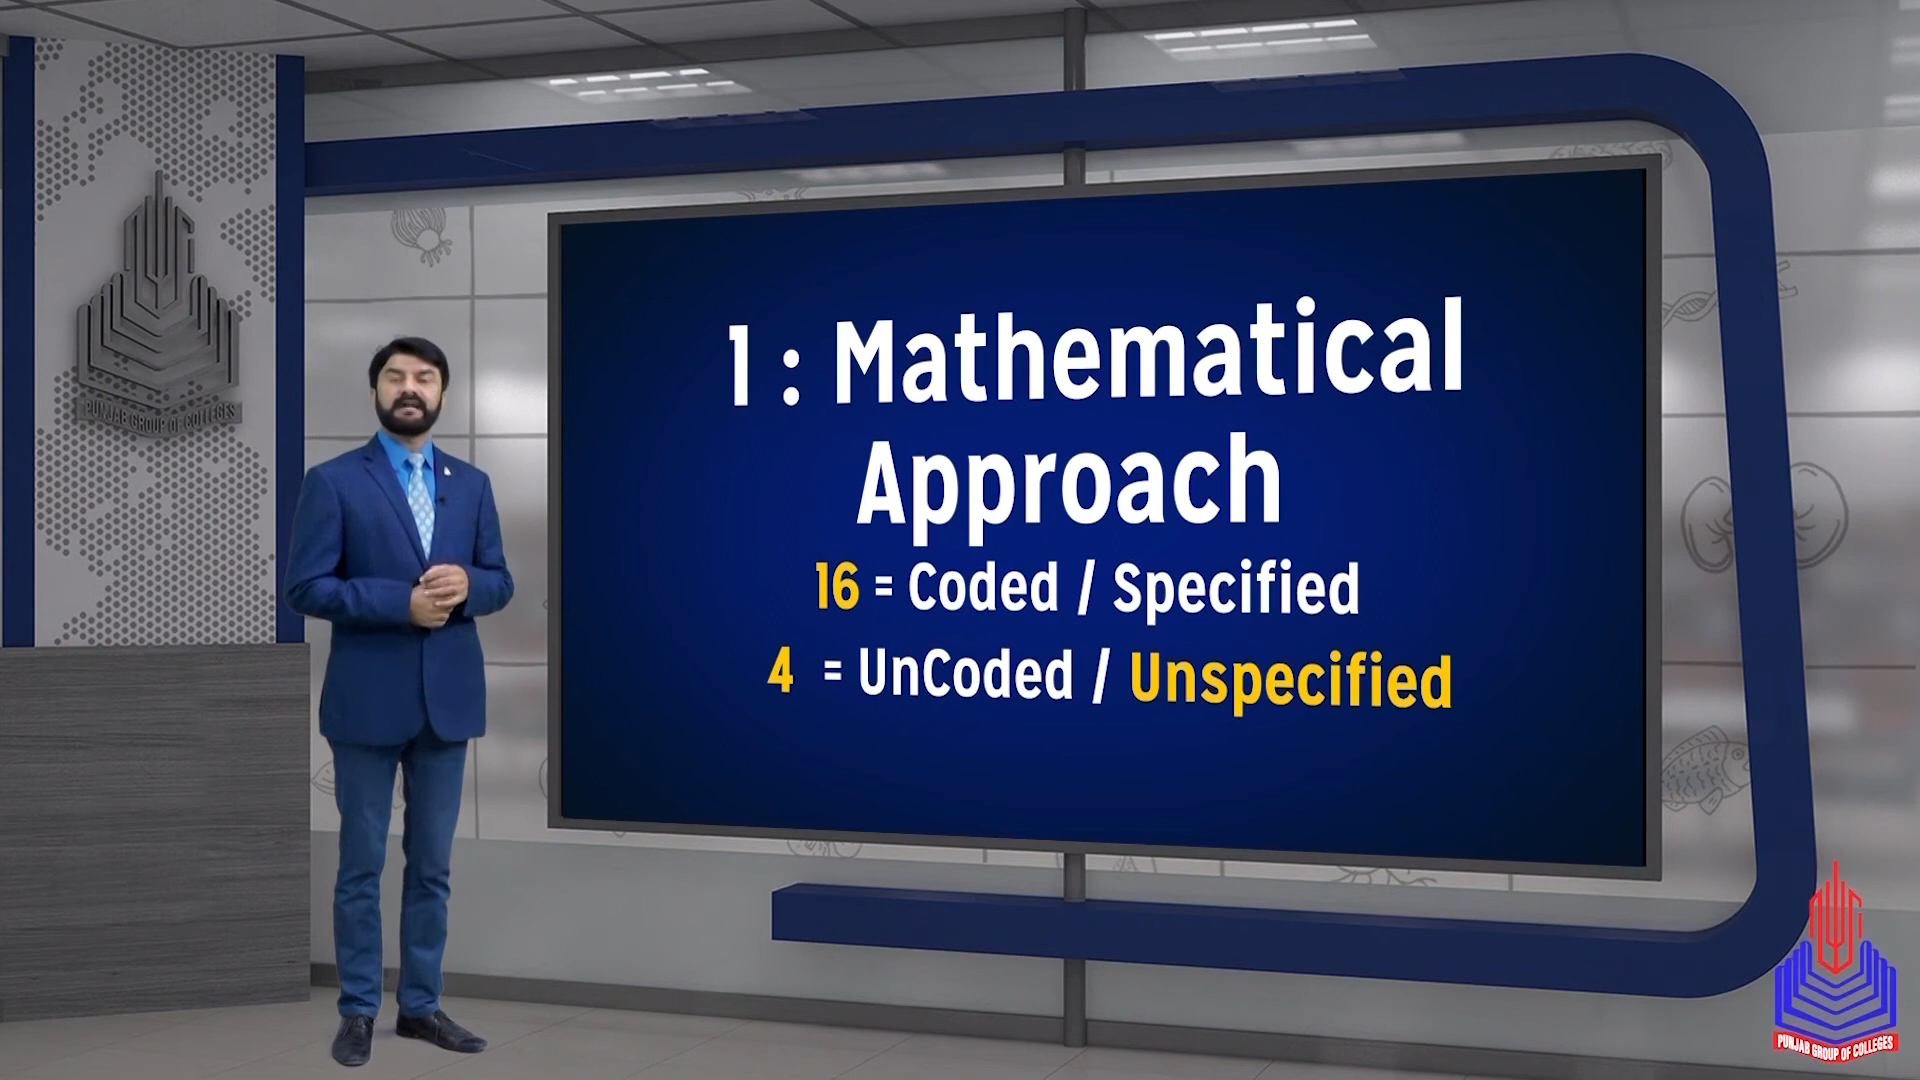 PUNJAB GROUP OF COLLEGES
1 : Mathematical
Approach
16 = Coded / Specified
4 = UnCoded / Unspecified
PUNJAB GROUP OF COLLEGES